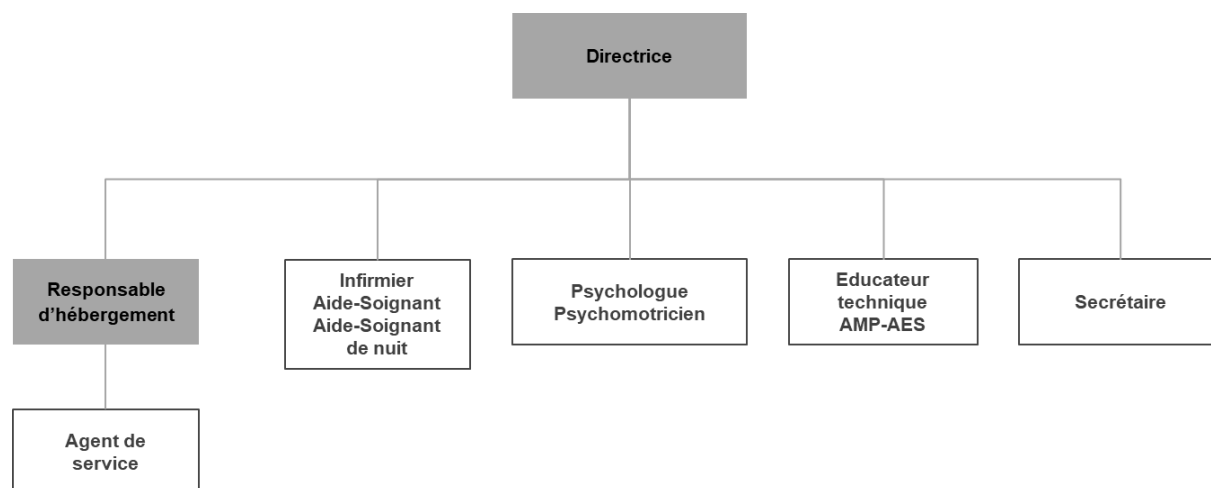 Directrice
Responsable
d’hébergement
Infirmier
Aide-Soignant
Aide-Soignant
de nuit
Psychologue
Psychomotricien
Educateur
technique
AMP-AES
Secrétaire
Agent de
service